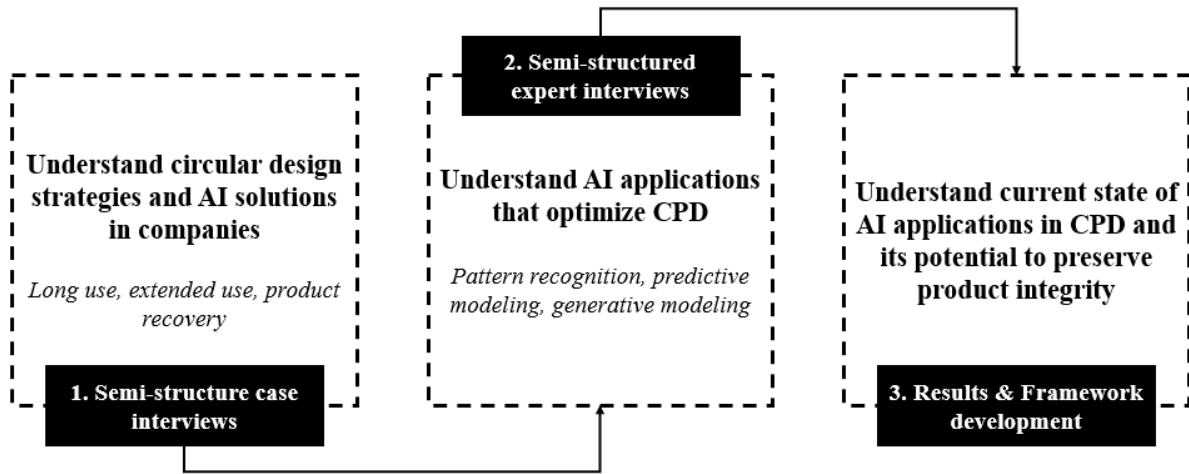 Understand circular design
strategies and AI solutions
in companies
Long use, extended use, product
recovery
1. Semi-structure case
interviews
2. Semi-structured
expert interviews
Understand AI applications
that optimize CPD
Pattern recognition, predictive
modeling, generative modeling
Understand current state of
AI applications in CPD and
its potential to preserve
product integrity
3. Results & Framework
development